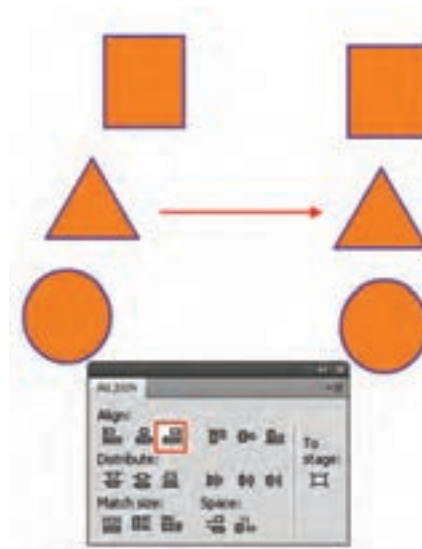 ALIGN
Align:
To
stage:
Distribute:
Match size:
Space: